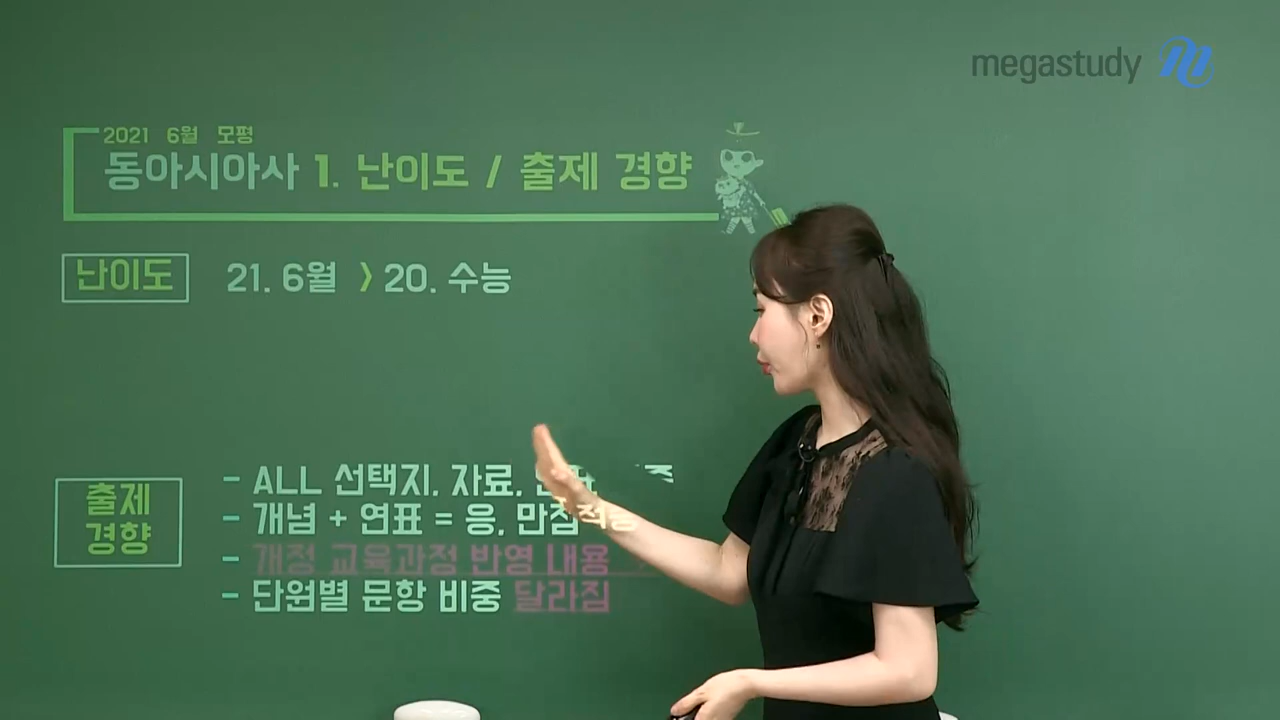 megastudy
2021 6월 모평
동아시아사 1. 난이도 / 출제 경향
난이도
21. 6월 > 20. 수능
출제
경향
- ALL 선택지, 자료,
- 개념 + 연표 = 응, 만점
- 개정 교육과정 반영 내용
- 단원별 문항 비중 달라짐